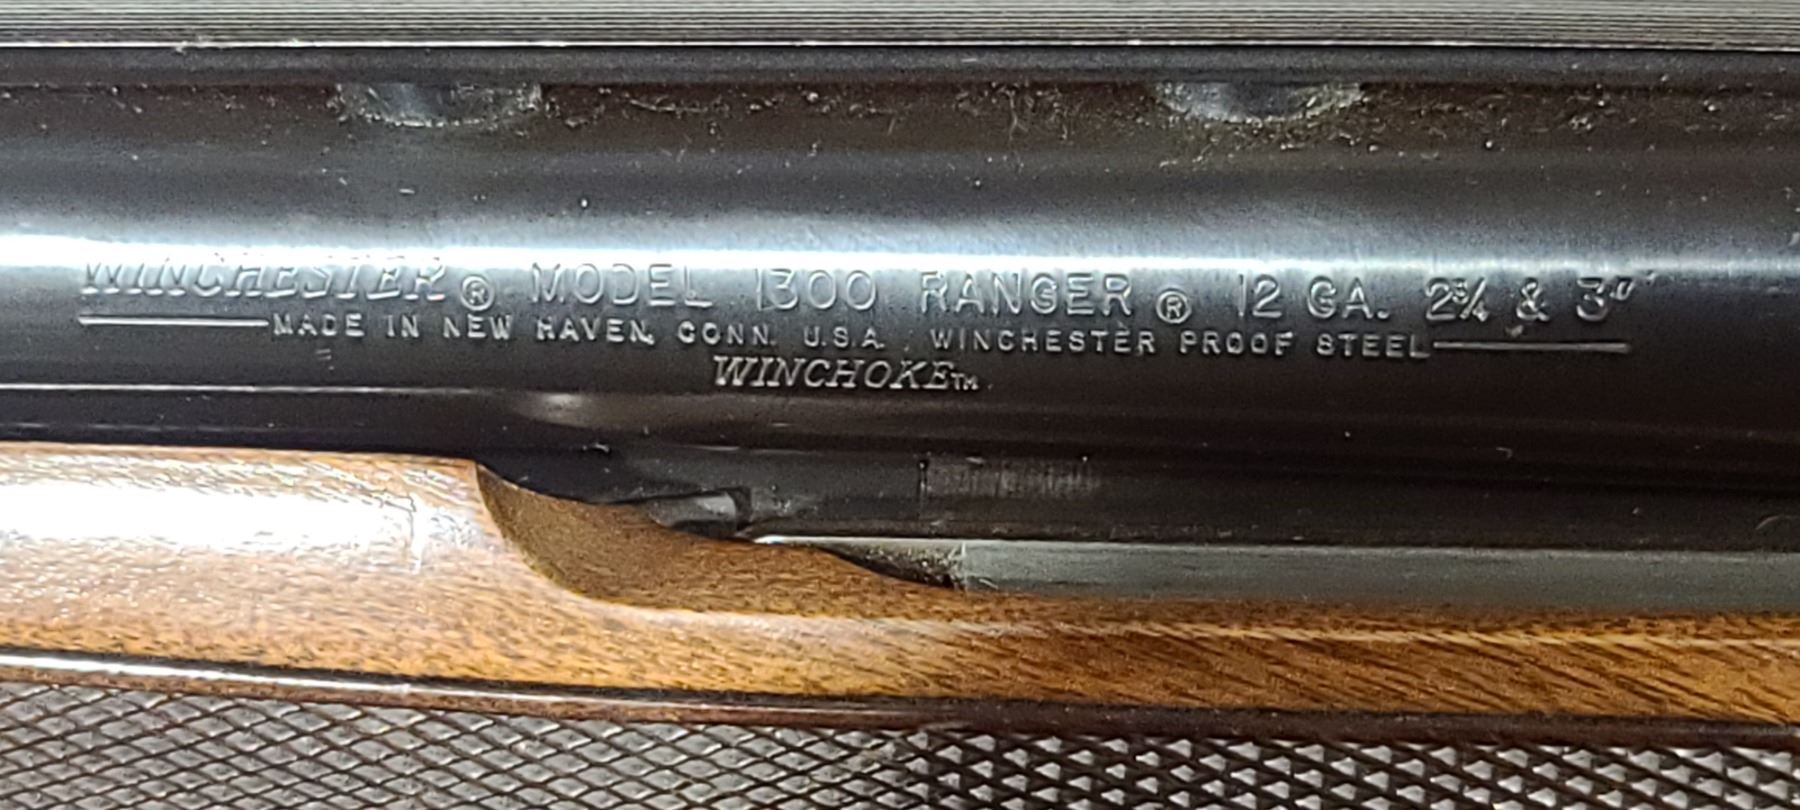 WINCHESTER® MODEL 1300 RANGER® 12 GA. 2¾ & 3"
MADE IN NEW HAVEN, CONN. U.S.A. WINCHESTER PROOF STEEL
WINCHOKE™